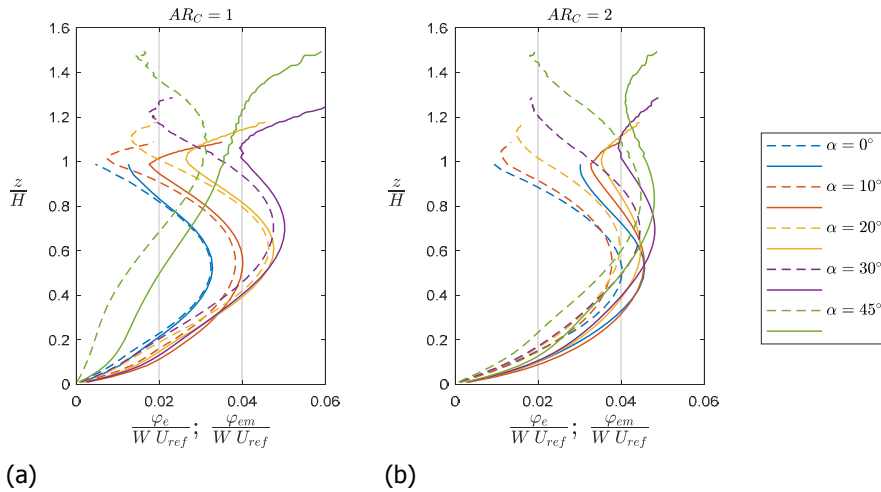 AR_C = 1
1.6
1.4
1.2
1
0.8
0.6
0.4
0.2
0
z/H
0 0.02 0.04 0.06
φ_e/(W U_ref) ; φ_em/(W U_ref)
(a)
AR_C = 2
1.6
1.4
1.2
1
0.8
0.6
0.4
0.2
0
z/H
0 0.02 0.04 0.06
φ_e/(W U_ref) ; φ_em/(W U_ref)
(b)
α = 0°
α = 10°
α = 20°
α = 30°
α = 45°